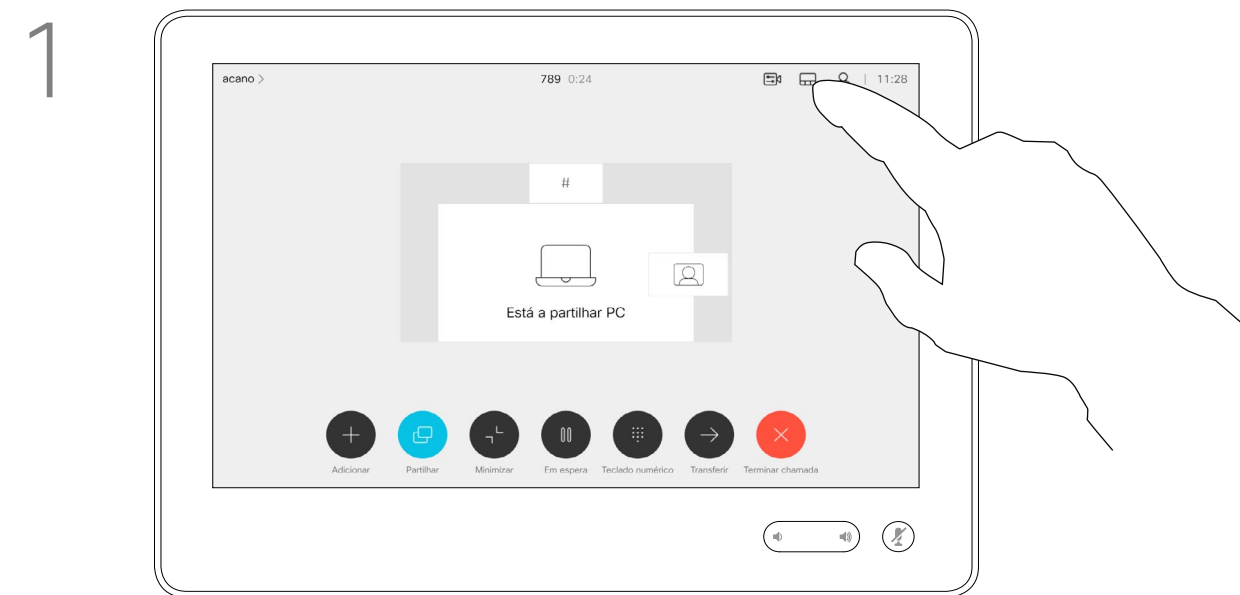 1
acano >
789 0:24
11:28
#
Está a partilhar PC
Adicionar Partilhar Minimizar Em espera Teclado numérico Transferir Terminar chamada